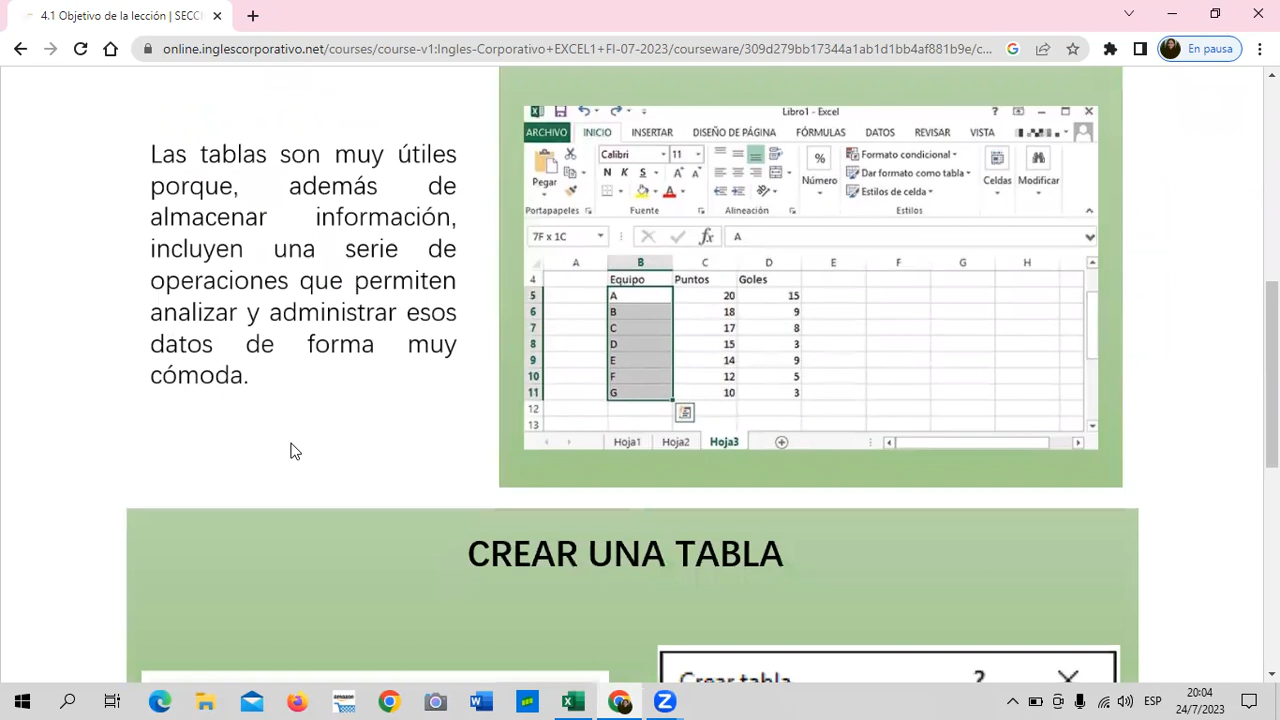 4.1 Objetivo de la lección | SECCI
online.inglescorporativo.net/courses/course-v1:Ingles-Corporativo+EXCEL1+FI-07-2023/courseware/309d279bb17344a1ab1d1bb4af881b9e/c...
En pausa
Las tablas son muy útiles
porque, además de
almacenar información,
incluyen una serie de
operaciones que permiten
analizar y administrar esos
datos de forma muy
cómoda.
Libro1 - Excel
ARCHIVO INICIO INSERTAR DISEÑO DE PÁGINA FÓRMULAS DATOS REVISAR VISTA
Calibri 11
Pegar
N K S
Número
Formato condicional
Dar formato como tabla
Estilos de celda
Celdas
Modificar
Portapapeles Fuente Alineación Estilos
7F x 1C fx A
A B C D E F G H
4 Equipo Puntos Goles
5 A 20 15
6 B 18 9
7 C 17 8
8 D 15 3
9 E 14 9
10 F 12 5
11 G 10 3
12
13
Hoja1 Hoja2 Hoja3
CREAR UNA TABLA
Crear tabla ?
amazon
ESP
20:04
24/7/2023